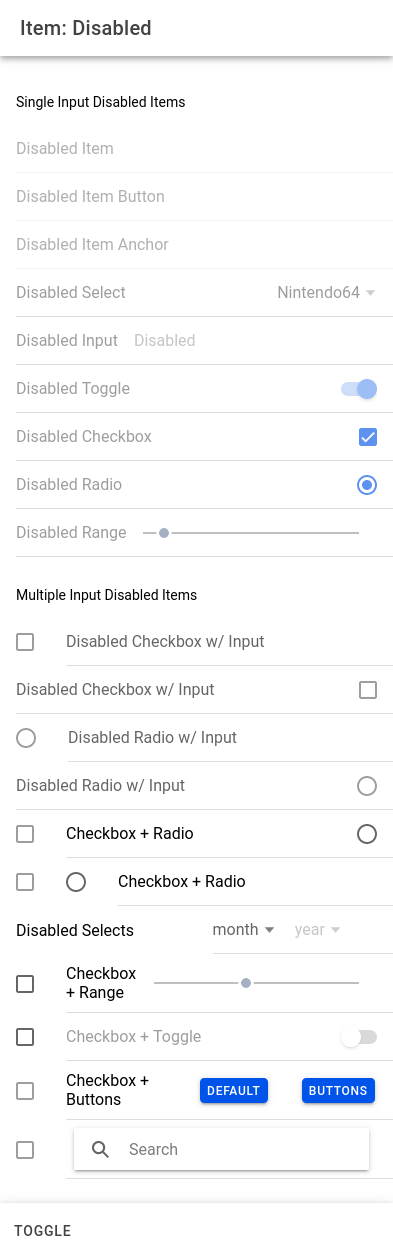 Item: Disabled
Single Input Disabled Items
Disabled Item
Disabled Item Button
Disabled Item Anchor
Disabled Select Nintendo64
Disabled Input Disabled
Disabled Toggle
Disabled Checkbox
Disabled Radio
Disabled Range
Multiple Input Disabled Items
Disabled Checkbox w/ Input
Disabled Checkbox w/ Input
Disabled Radio w/ Input
Disabled Radio w/ Input
Checkbox + Radio
Checkbox + Radio
Disabled Selects month year
Checkbox
+ Range
Checkbox + Toggle
Checkbox +
Buttons
DEFAULT BUTTONS
Search
TOGGLE